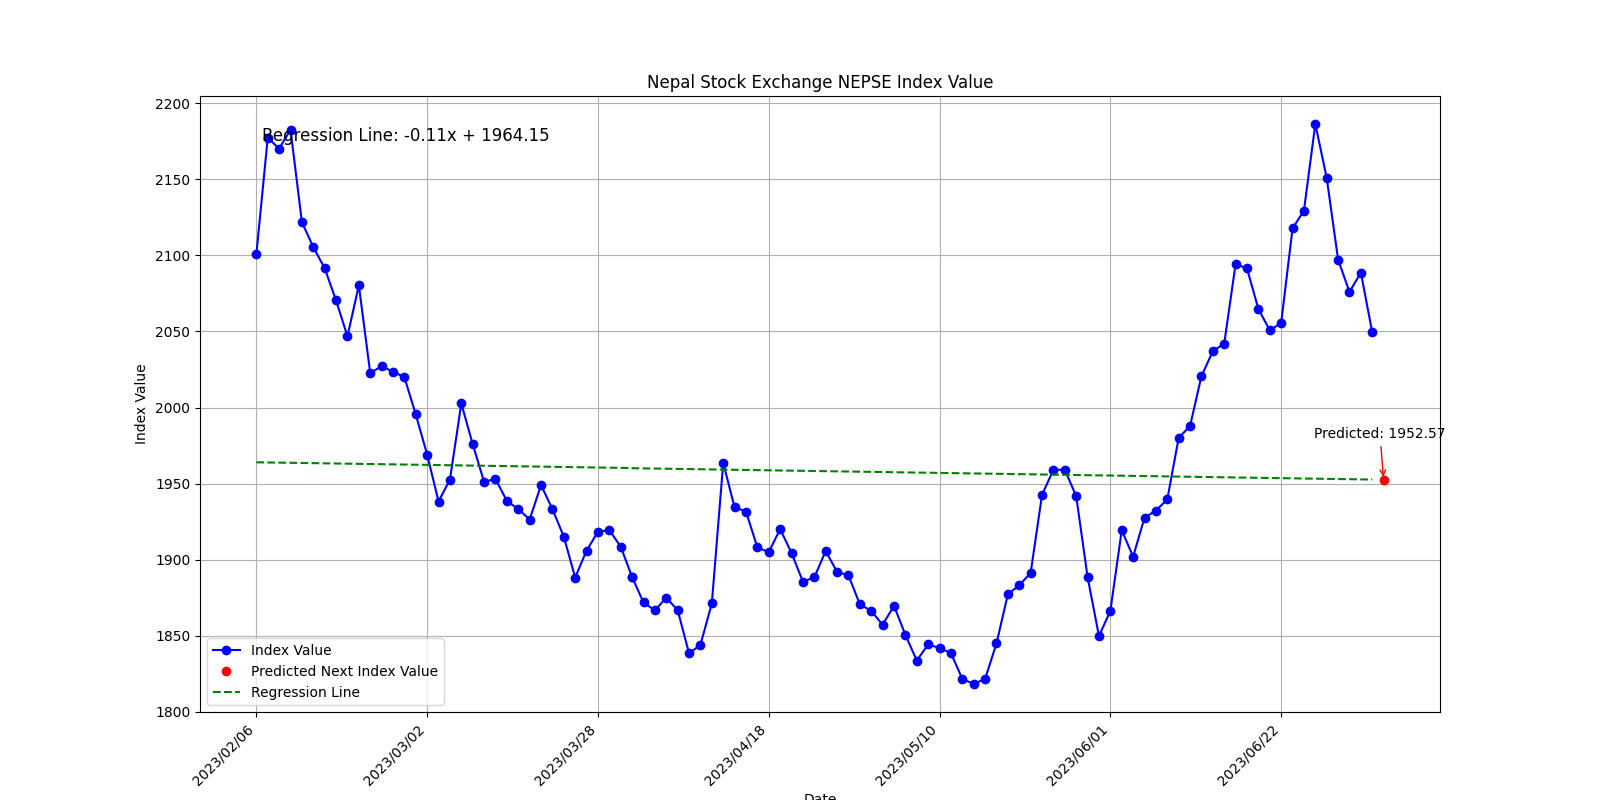 Nepal Stock Exchange NEPSE Index Value
Regression Line: -0.11x + 1964.15
2200
2150
2100
2050
2000
1950
1900
1850
1800
Index Value
Predicted: 1952.57
Index Value
Predicted Next Index Value
Regression Line
2023/02/06
2023/03/02
2023/03/28
2023/04/18
2023/05/10
2023/06/01
2023/06/22
Date